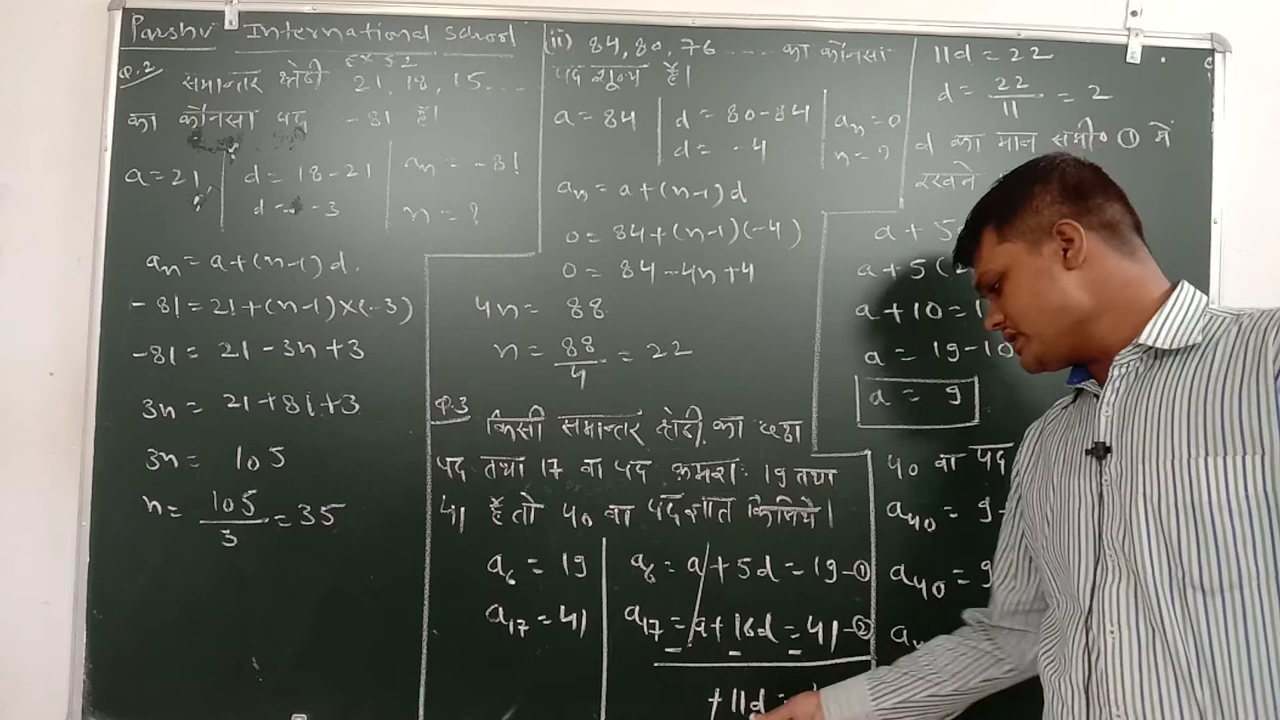 Parshv International School
Ex 5.2
Q.2 समान्तर श्रेढी 21, 18, 15....
का कौनसा पद -81 है।
a=21, d = 18-21 an = -81
d = -3 n = ?
an = a+(n-1)d.
-81=21+(n-1)×(-3)
-81= 21-3n+3
3n= 21+81+3
3n= 105
n= 105/3 = 35
(ii) 84, 80, 76 .... का कौनसा
पद शून्य है।
a=84 d= 80-84 an=0
d= -4 n=?
an = a+(n-1)d
0= 84+(n-1)(-4)
0= 84-4n+4
4n= 88
n= 88/4 = 22
Q.3 किसी समान्तर श्रेढी का छठा
पद तथा 17 वा पद क्रमश: 19 तथा
41 है तो 40 वा पद ज्ञात किजिये।
a6 = 19
a17 = 41
a6 = a+5d=19-①
a17 = a+16d=41-②
+11d =
11d = 22
d= 22/11 = 2
d का मान समी० ① में
रखने
a + 5
a+5(2
a+10=1
a= 19-10
a = 9
40 वा पद
a40 = 9
a40 = 9